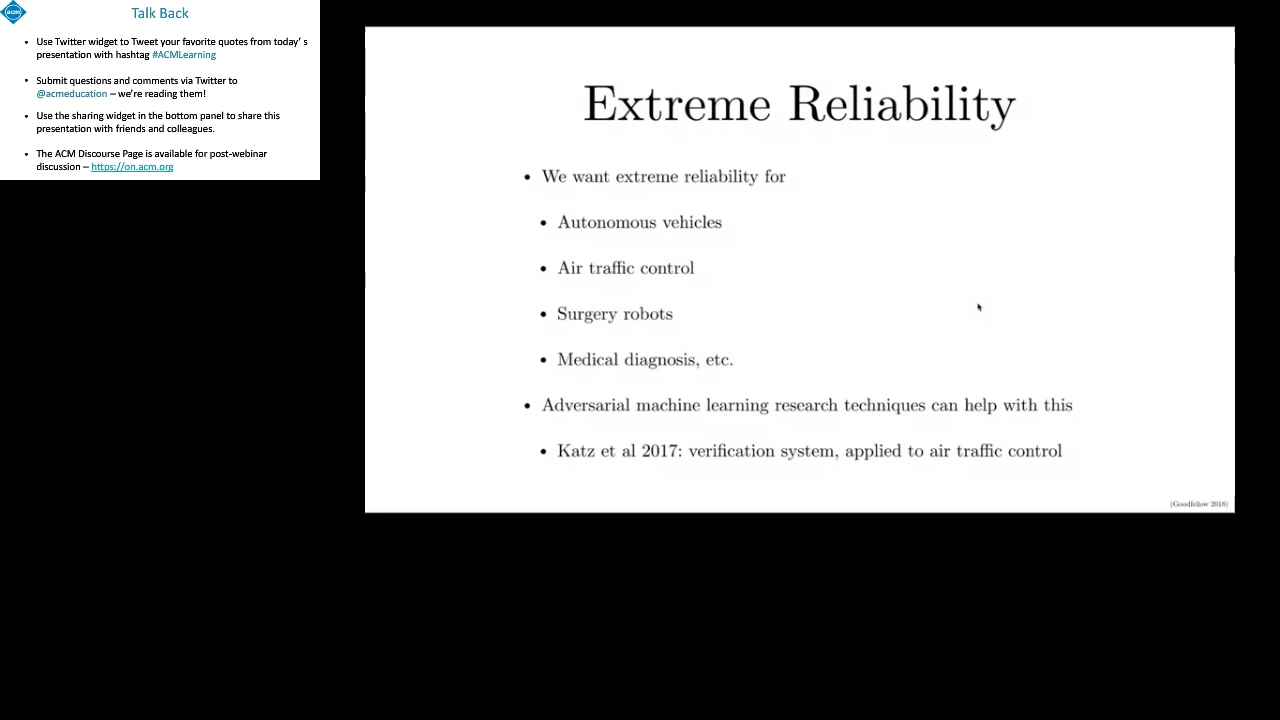 acm
Talk Back
• Use Twitter widget to Tweet your favorite quotes from today' s
presentation with hashtag #ACMLearning
• Submit questions and comments via Twitter to
@acmeducation – we're reading them!
• Use the sharing widget in the bottom panel to share this
presentation with friends and colleagues.
• The ACM Discourse Page is available for post-webinar
discussion – https://on.acm.org
Extreme Reliability
• We want extreme reliability for
• Autonomous vehicles
• Air traffic control
• Surgery robots
• Medical diagnosis, etc.
• Adversarial machine learning research techniques can help with this
• Katz et al 2017: verification system, applied to air traffic control
(Goodfellow 2018)